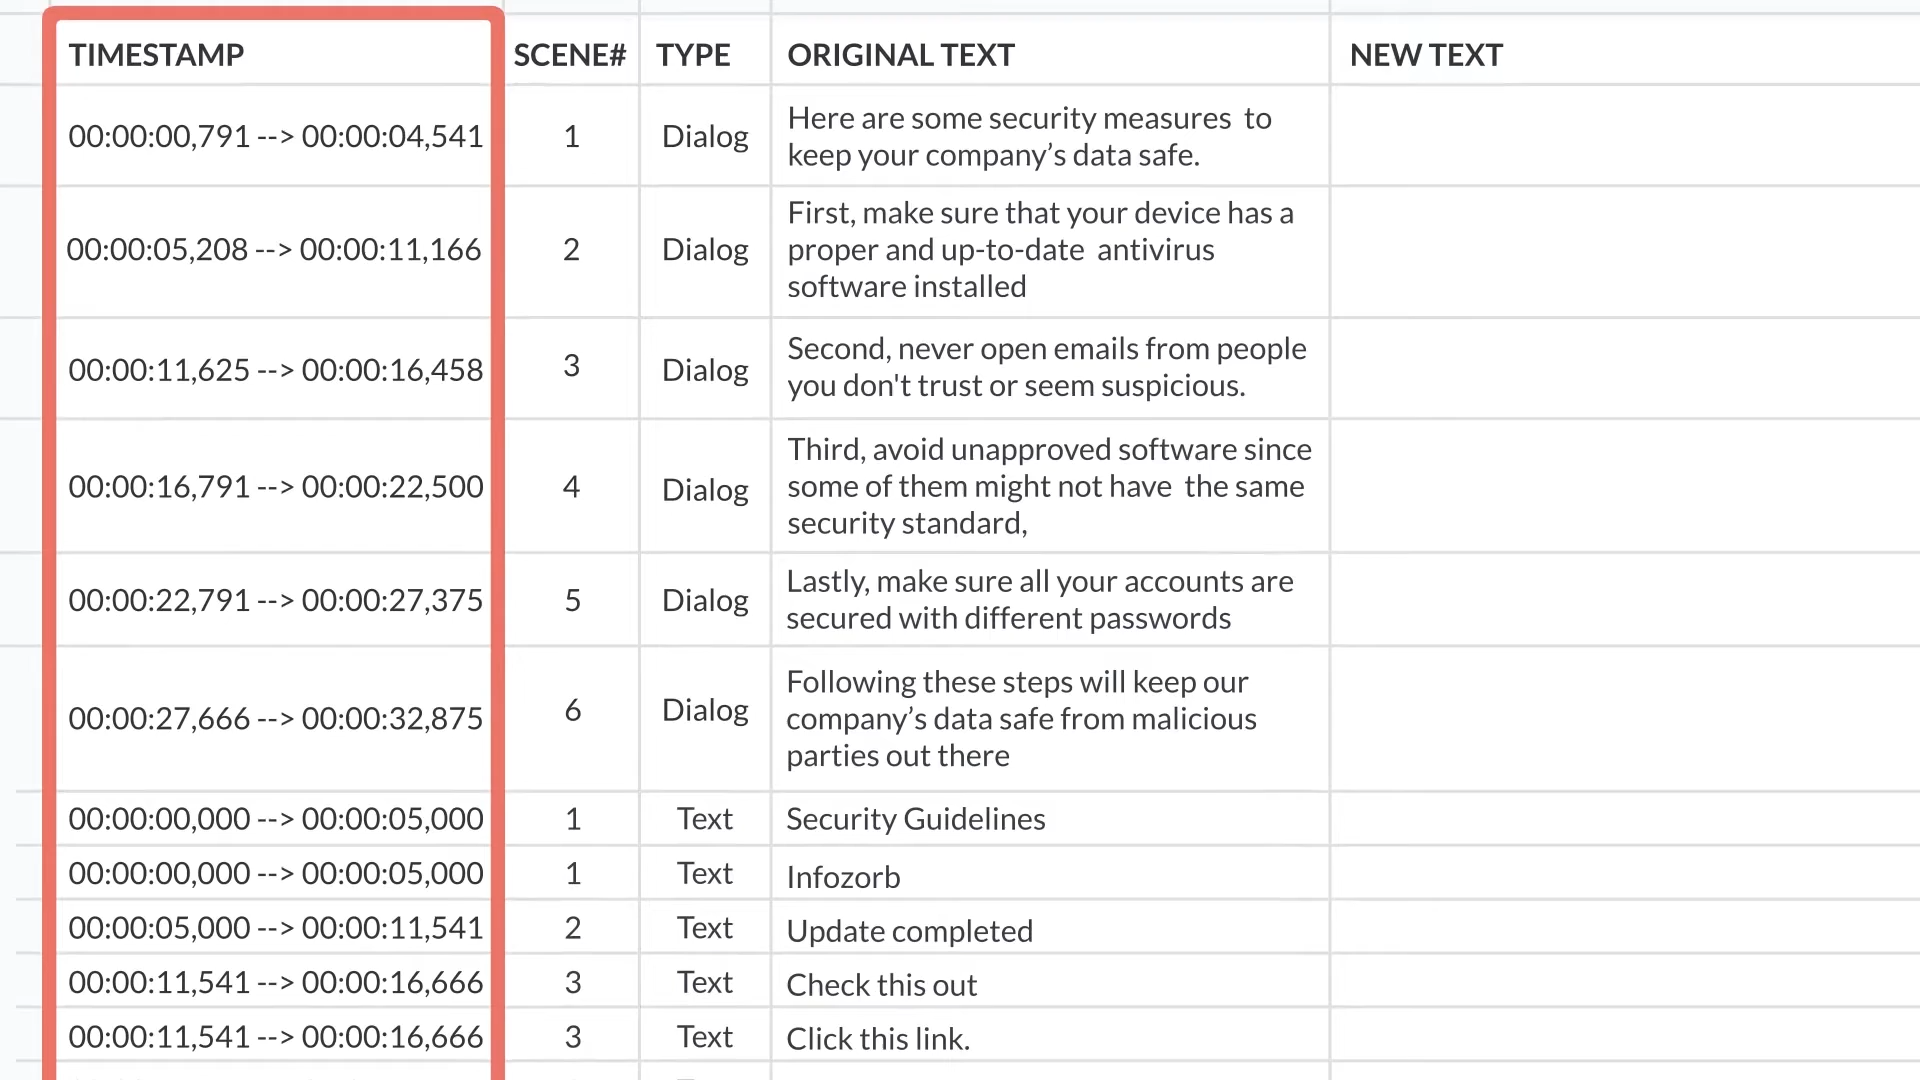 TIMESTAMP SCENE# TYPE ORIGINAL TEXT NEW TEXT
00:00:00,791 --> 00:00:04,541 1 Dialog Here are some security measures  to
keep your company’s data safe.
00:00:05,208 --> 00:00:11,166 2 Dialog First, make sure that your device has a
proper and up-to-date  antivirus
software installed
00:00:11,625 --> 00:00:16,458 3 Dialog Second, never open emails from people
you don't trust or seem suspicious.
00:00:16,791 --> 00:00:22,500 4 Dialog Third, avoid unapproved software since
some of them might not have  the same
security standard,
00:00:22,791 --> 00:00:27,375 5 Dialog Lastly, make sure all your accounts are
secured with different passwords
00:00:27,666 --> 00:00:32,875 6 Dialog Following these steps will keep our
company’s data safe from malicious
parties out there
00:00:00,000 --> 00:00:05,000 1 Text Security Guidelines
00:00:00,000 --> 00:00:05,000 1 Text Infozorb
00:00:05,000 --> 00:00:11,541 2 Text Update completed
00:00:11,541 --> 00:00:16,666 3 Text Check this out
00:00:11,541 --> 00:00:16,666 3 Text Click this link.